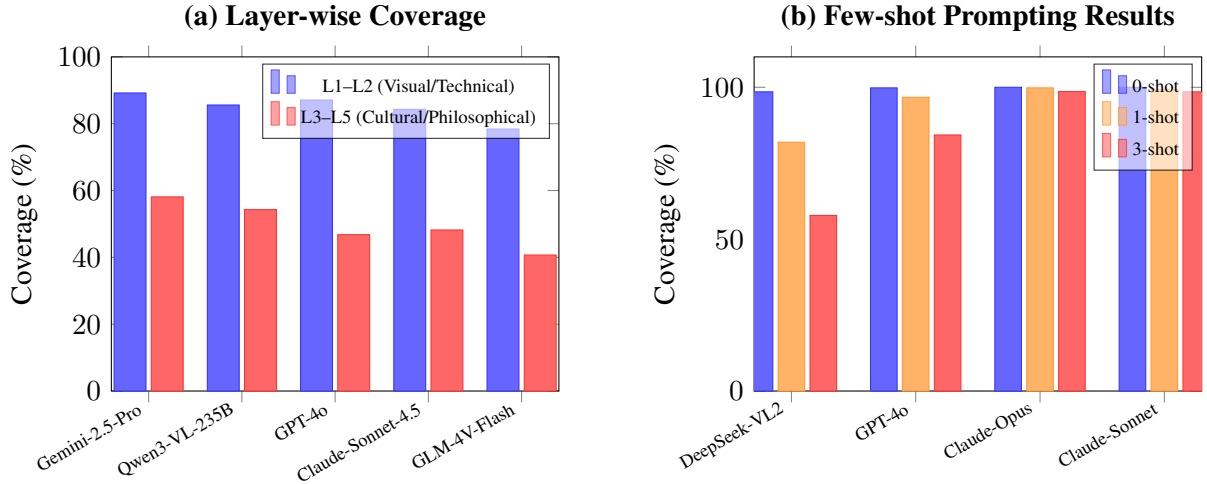 (a) Layer-wise Coverage
100
80
60
40
20
0
Coverage (%)
L1–L2 (Visual/Technical)
L3–L5 (Cultural/Philosophical)
Gemini-2.5-Pro
Qwen3-VL-235B
GPT-4o
Claude-Sonnet-4.5
GLM-4V-Flash
(b) Few-shot Prompting Results
100
50
0
Coverage (%)
0-shot
1-shot
3-shot
DeepSeek-VL2
GPT-4o
Claude-Opus
Claude-Sonnet